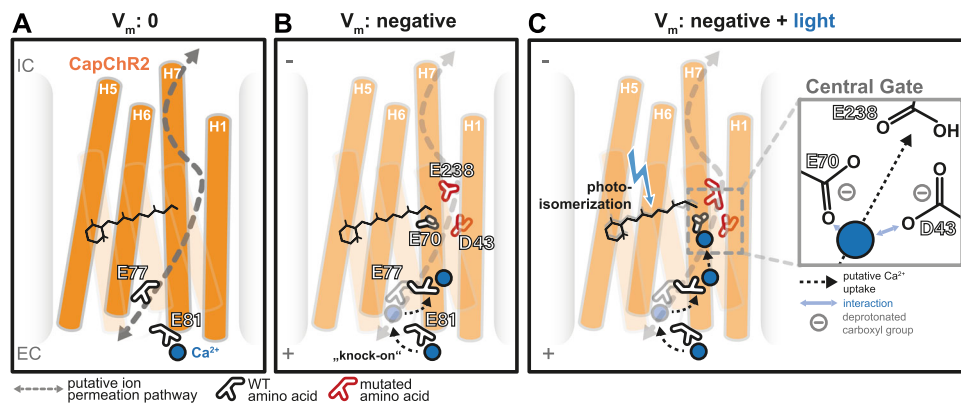 A
Vm: 0
IC
CapChR2
H5
H6
H7
H1
E77
E81
EC
Ca²⁺
B
Vm: negative
-
H5
H6
H7
H1
E238
E70
D43
E77
E81
+
„knock-on“
C
Vm: negative + light
-
H5
H6
H7
H1
photo-
isomerization
E77
E81
+
Central Gate
E238
OH
O
E70
O
-
O
-
O
O
D43
putative Ca²⁺
uptake
interaction
- deprotonated
carboxyl group
putative ion
permeation pathway
WT
amino acid
mutated
amino acid